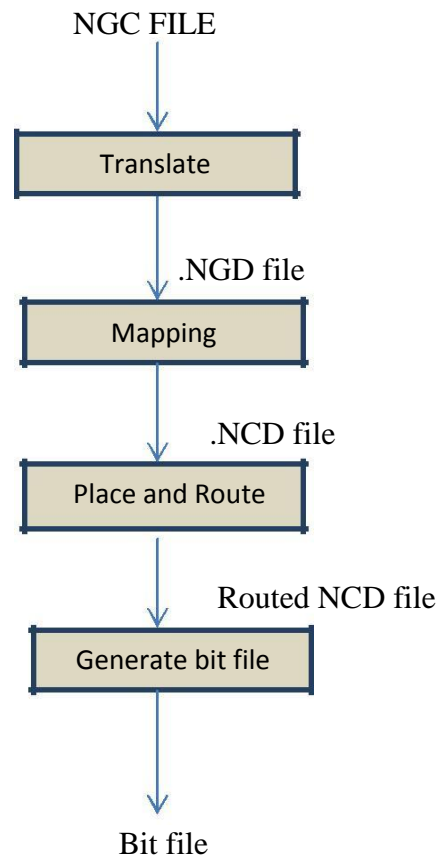 NGC FILE
Translate
.NGD file
Mapping
.NCD file
Place and Route
Routed NCD file
Generate bit file
Bit file